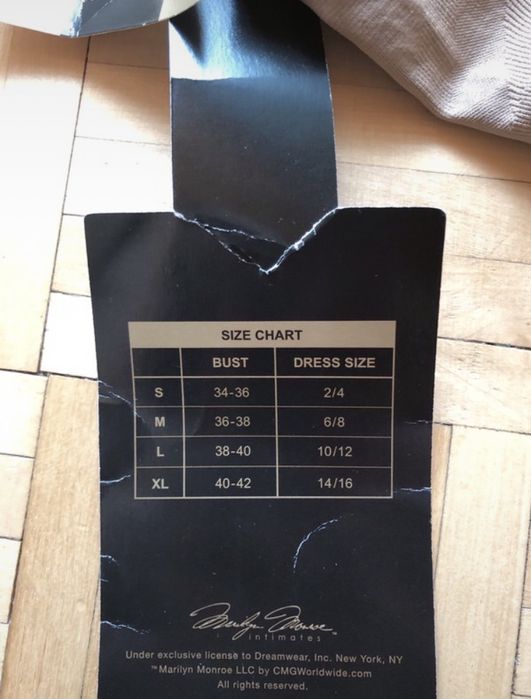 SIZE CHART
BUST DRESS SIZE
S 34-36 2/4
M 36-38 6/8
L 38-40 10/12
XL 40-42 14/16
Marilyn Monroe™
intimates
Under exclusive license to Dreamwear, Inc. New York, NY
™Marilyn Monroe LLC by CMGWorldwide.com
All rights reserved.